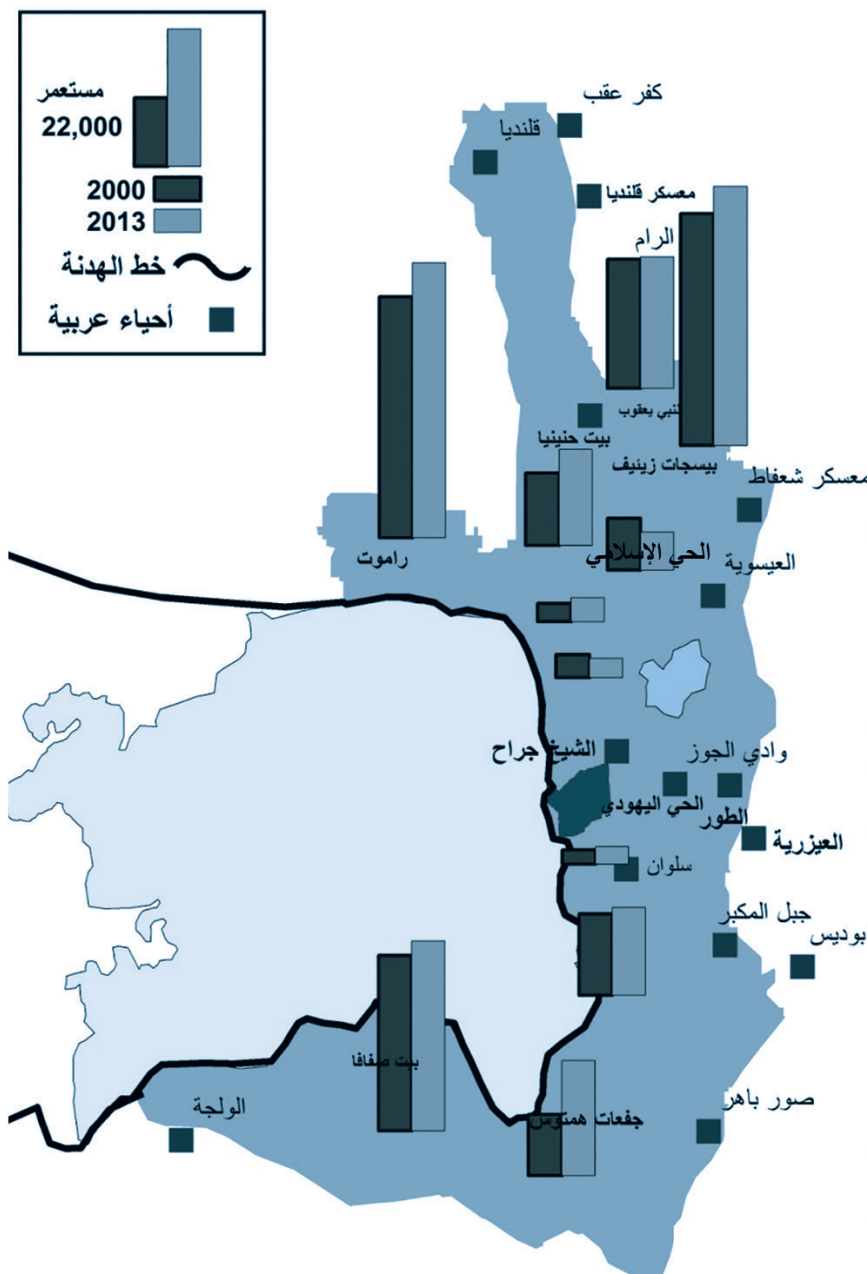 مستعمر
22,000
2000
2013
خط الهدنة
أحياء عربية
كفر عقب
قلنديا
معسكر قلنديا
الرام
لنبي يعقوب
بيت حنينيا
بيسجات زيئيف
معسكر شعفاط
راموت
الحي الإسلامي
العيسوية
الشيخ جراح
وادي الجوز
الحي اليهودي
الطور
العيزرية
سلوان
جبل المكبر
بوديس
بيت صفافا
الولجة
جفعات همتوس
صور باهر